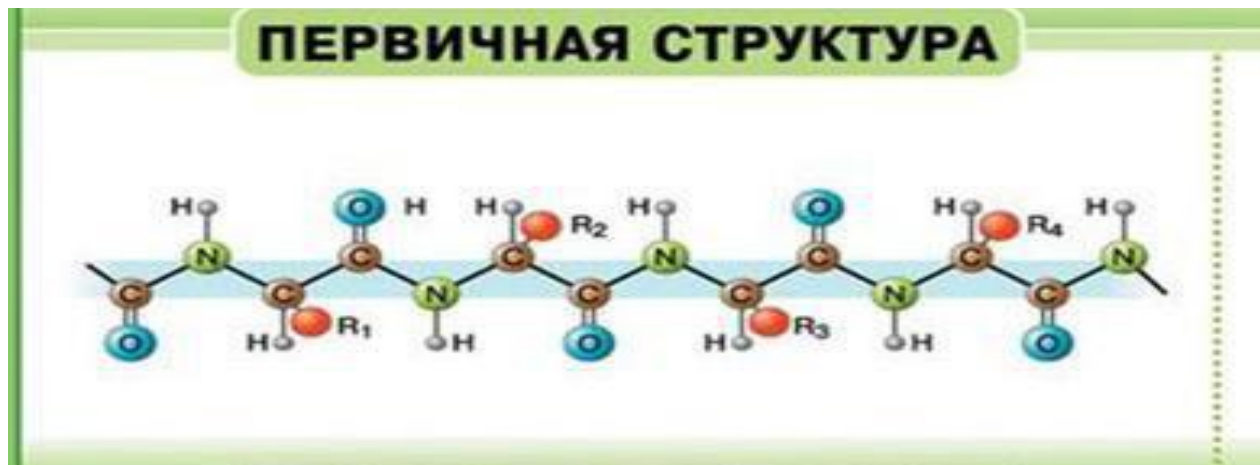 ПЕРВИЧНАЯ СТРУКТУРА
H O H H R₂ H O H R₄ H
N C C N C C N
C C N C C N C
O R₁ O R₃ O
H H H H